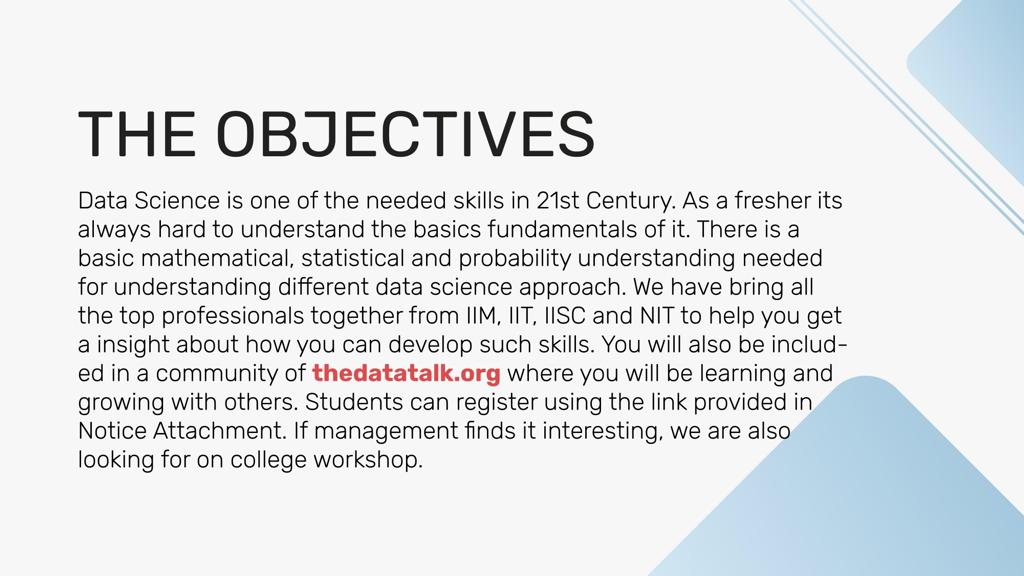 THE OBJECTIVES
Data Science is one of the needed skills in 21st Century. As a fresher its
always hard to understand the basics fundamentals of it. There is a
basic mathematical, statistical and probability understanding needed
for understanding different data science approach. We have bring all
the top professionals together from IIM, IIT, IISC and NIT to help you get
a insight about how you can develop such skills. You will also be includ-
ed in a community of thedatatalk.org where you will be learning and
growing with others. Students can register using the link provided in
Notice Attachment. If management finds it interesting, we are also
looking for on college workshop.